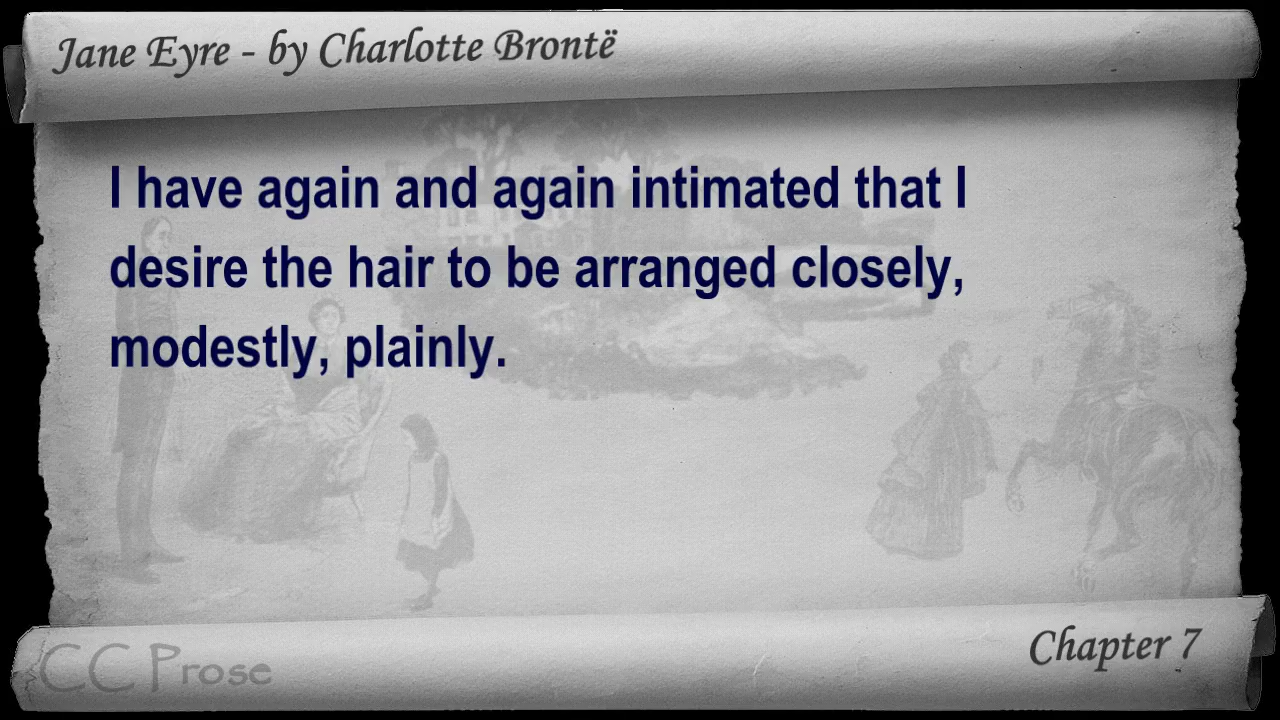 Jane Eyre - by Charlotte Brontë
I have again and again intimated that I
desire the hair to be arranged closely,
modestly, plainly.
Chapter 7
CC Prose